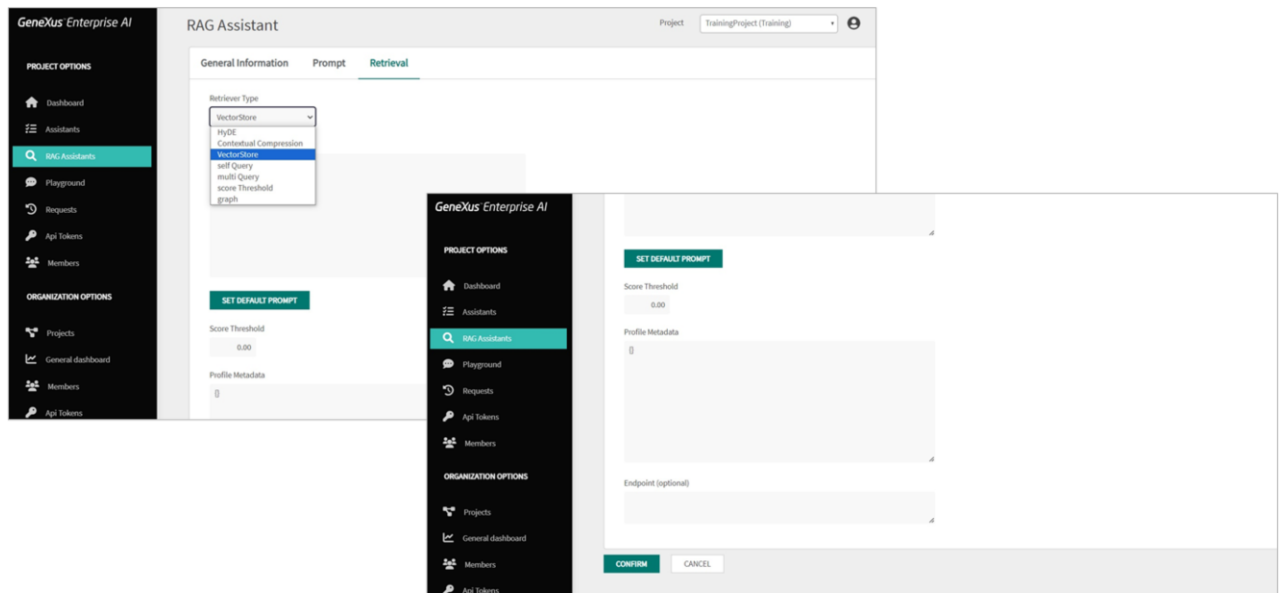 GeneXus Enterprise AI
PROJECT OPTIONS
Dashboard
Assistants
RAG Assistants
Playground
Requests
Api Tokens
Members
ORGANIZATION OPTIONS
Projects
General dashboard
Members
Api Tokens
RAG Assistant
Project
TrainingProject (Training)
General Information Prompt Retrieval
Retriever Type
VectorStore
HyDE
Contextual Compression
VectorStore
self Query
multi Query
score Threshold
graph
SET DEFAULT PROMPT
Score Threshold
0.00
Profile Metadata
{}
GeneXus Enterprise AI
PROJECT OPTIONS
Dashboard
Assistants
RAG Assistants
Playground
Requests
Api Tokens
Members
ORGANIZATION OPTIONS
Projects
General dashboard
Members
Api Tokens
SET DEFAULT PROMPT
Score Threshold
0.00
Profile Metadata
{}
Endpoint (optional)
CONFIRM CANCEL